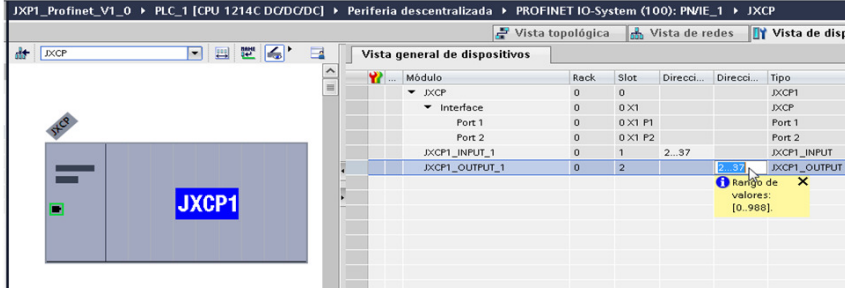 JXP1_Profinet_V1_0 ▸ PLC_1 [CPU 1214C DC/DC/DC] ▸ Periferia descentralizada ▸ PROFINET IO-System (100): PN/IE_1 ▸ JXCP
Vista topológica Vista de redes Vista de disp
JXCP
Vista general de dispositivos
... Módulo Rack Slot Direcci... Direcci... Tipo
JXCP 0 0 JXCP1
Interface 0 0 X1 JXCP
Port 1 0 0 X1 P1 Port 1
Port 2 0 0 X1 P2 Port 2
JXCP1_INPUT_1 0 1 2...37 JXCP1_INPUT
JXCP1_OUTPUT_1 0 2 2...37 JXCP1_OUTPUT
Rango de
valores:
[0..988].
JXCP
JXCP1